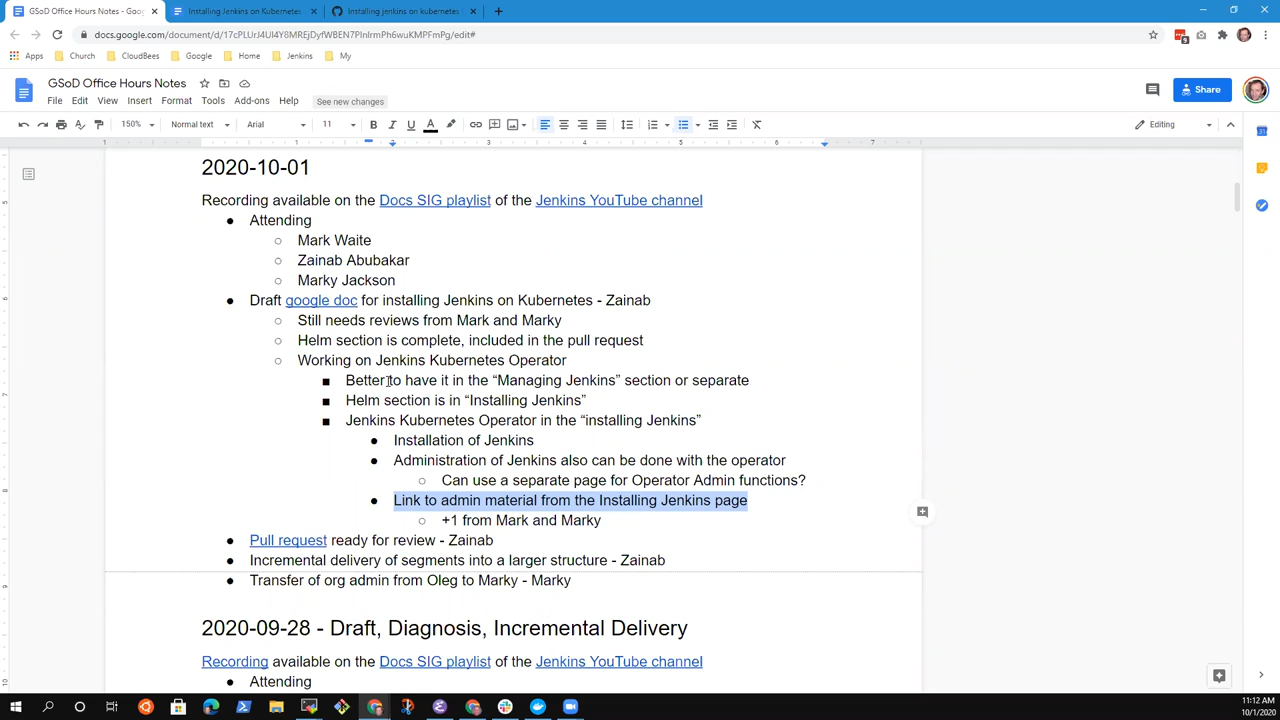 GSoD Office Hours Notes - Goog
Installing Jenkins on Kubernetes
Installing jenkins on kubernetes
docs.google.com/document/d/17cPLUrJ4UI4Y8MREjDyfWBEN7PInIrmPh6wuKMPFmPg/edit#
Apps
Church
CloudBees
Google
Home
Jenkins
My
GSoD Office Hours Notes
File Edit View Insert Format Tools Add-ons Help
See new changes
Share
150%
Normal text
Arial
11
Editing
2020-10-01
Recording available on the Docs SIG playlist of the Jenkins YouTube channel
Attending
Mark Waite
Zainab Abubakar
Marky Jackson
Draft google doc for installing Jenkins on Kubernetes - Zainab
Still needs reviews from Mark and Marky
Helm section is complete, included in the pull request
Working on Jenkins Kubernetes Operator
Better to have it in the “Managing Jenkins” section or separate
Helm section is in “Installing Jenkins”
Jenkins Kubernetes Operator in the “installing Jenkins”
Installation of Jenkins
Administration of Jenkins also can be done with the operator
Can use a separate page for Operator Admin functions?
Link to admin material from the Installing Jenkins page
+1 from Mark and Marky
Pull request ready for review - Zainab
Incremental delivery of segments into a larger structure - Zainab
Transfer of org admin from Oleg to Marky - Marky
2020-09-28 - Draft, Diagnosis, Incremental Delivery
Recording available on the Docs SIG playlist of the Jenkins YouTube channel
Attending
11:12 AM
10/1/2020